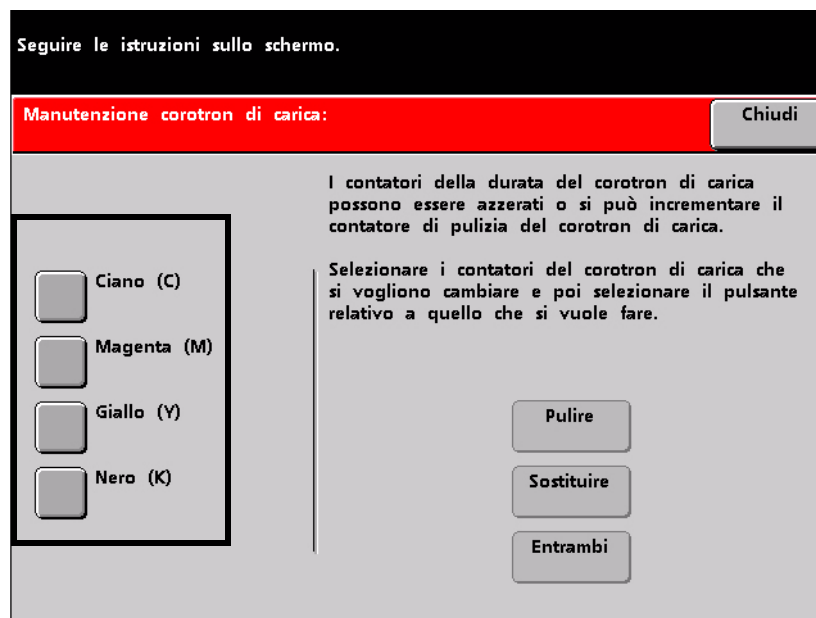 Seguire le istruzioni sullo schermo.
Manutenzione corotron di carica:
Chiudi
I contatori della durata del corotron di carica
possono essere azzerati o si può incrementare il
contatore di pulizia del corotron di carica.
Selezionare i contatori del corotron di carica che
si vogliono cambiare e poi selezionare il pulsante
relativo a quello che si vuole fare.
Ciano (C)
Magenta (M)
Giallo (Y)
Nero (K)
Pulire
Sostituire
Entrambi